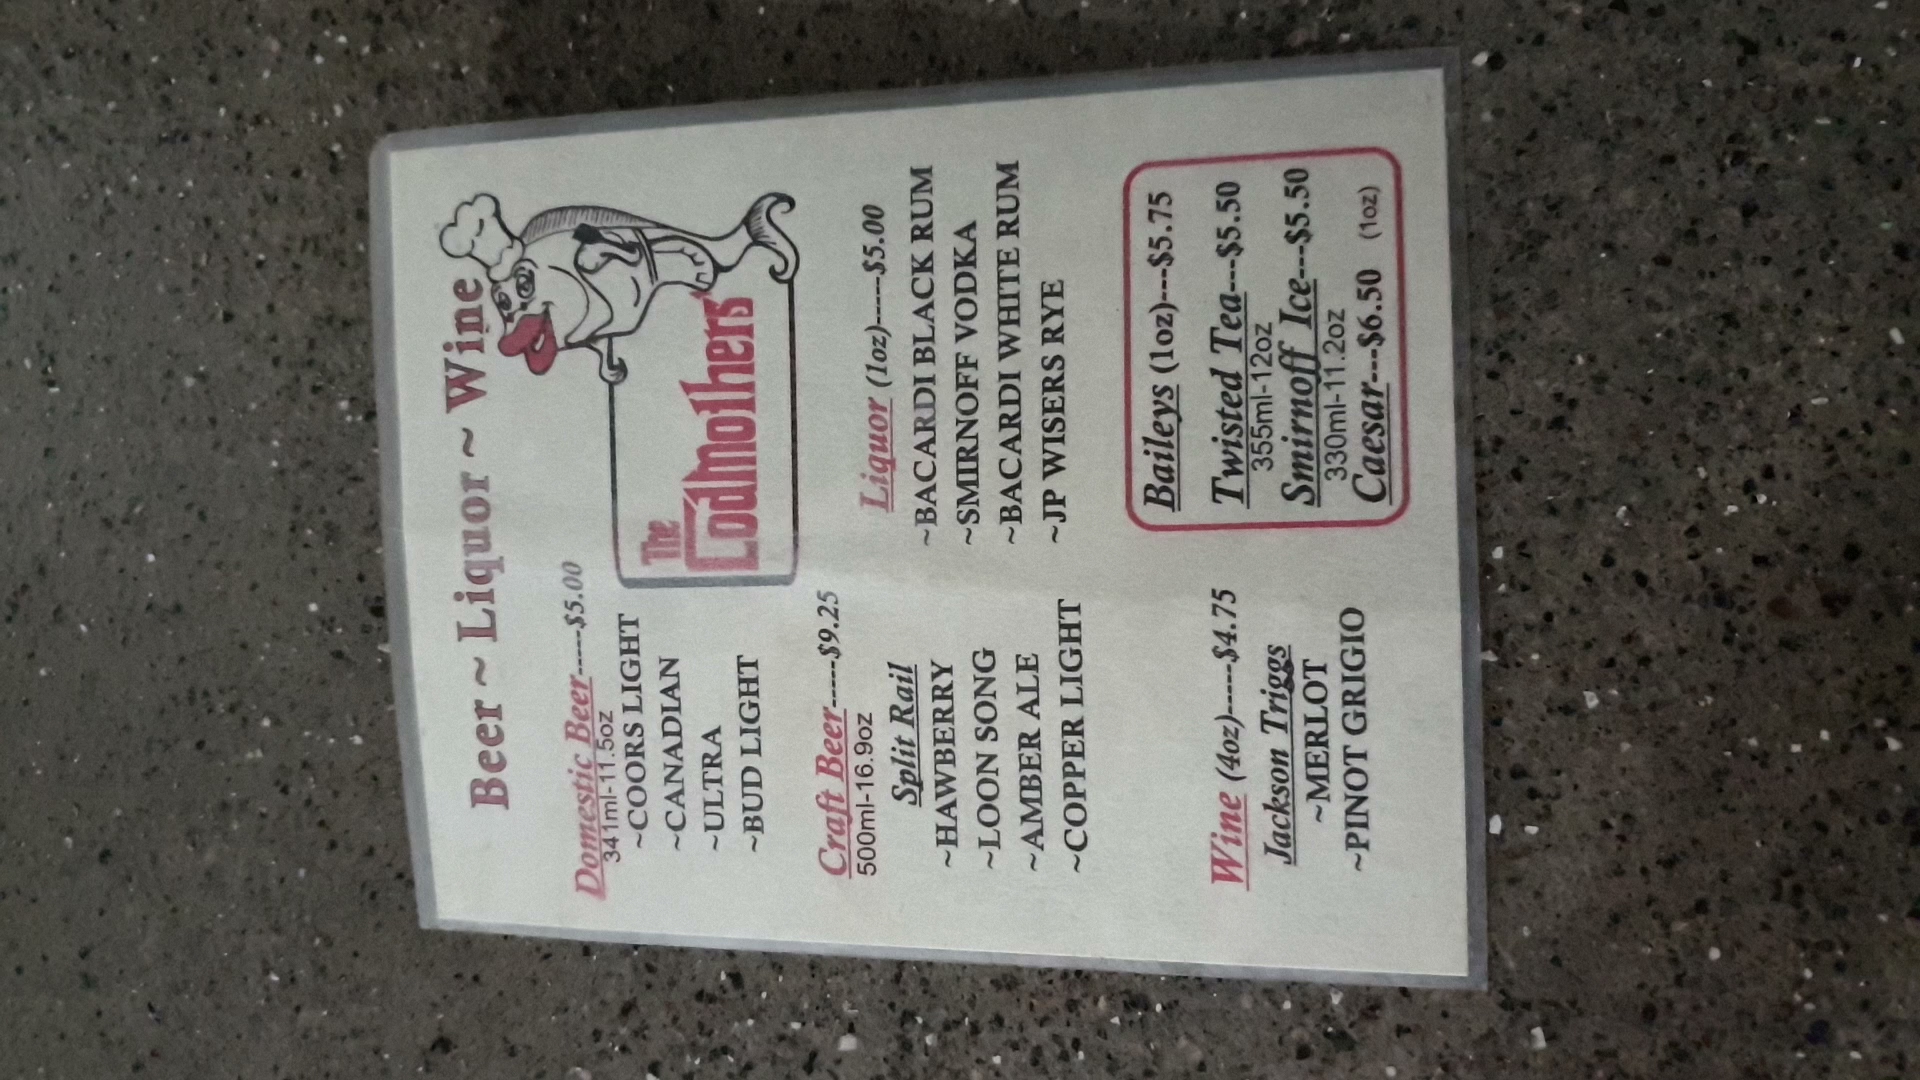 Beer ~ Liquor ~ Wine
Domestic Beer-----$5.00
341ml-11.5oz
~COORS LIGHT
~CANADIAN
~ULTRA
~BUD LIGHT
The
Codmothers
Craft Beer-----$9.25
500ml-16.9oz
Split Rail
~HAWBERRY
~LOON SONG
~AMBER ALE
~COPPER LIGHT
Liquor (1oz)-----$5.00
~BACARDI BLACK RUM
~SMIRNOFF VODKA
~BACARDI WHITE RUM
~JP WISERS RYE
Wine (4oz)-----$4.75
Jackson Triggs
~MERLOT
~PINOT GRIGIO
Baileys (1oz)---$5.75
Twisted Tea---$5.50
355ml-12oz
Smirnoff Ice---$5.50
330ml-11.2oz
Caesar---$6.50 (1oz)